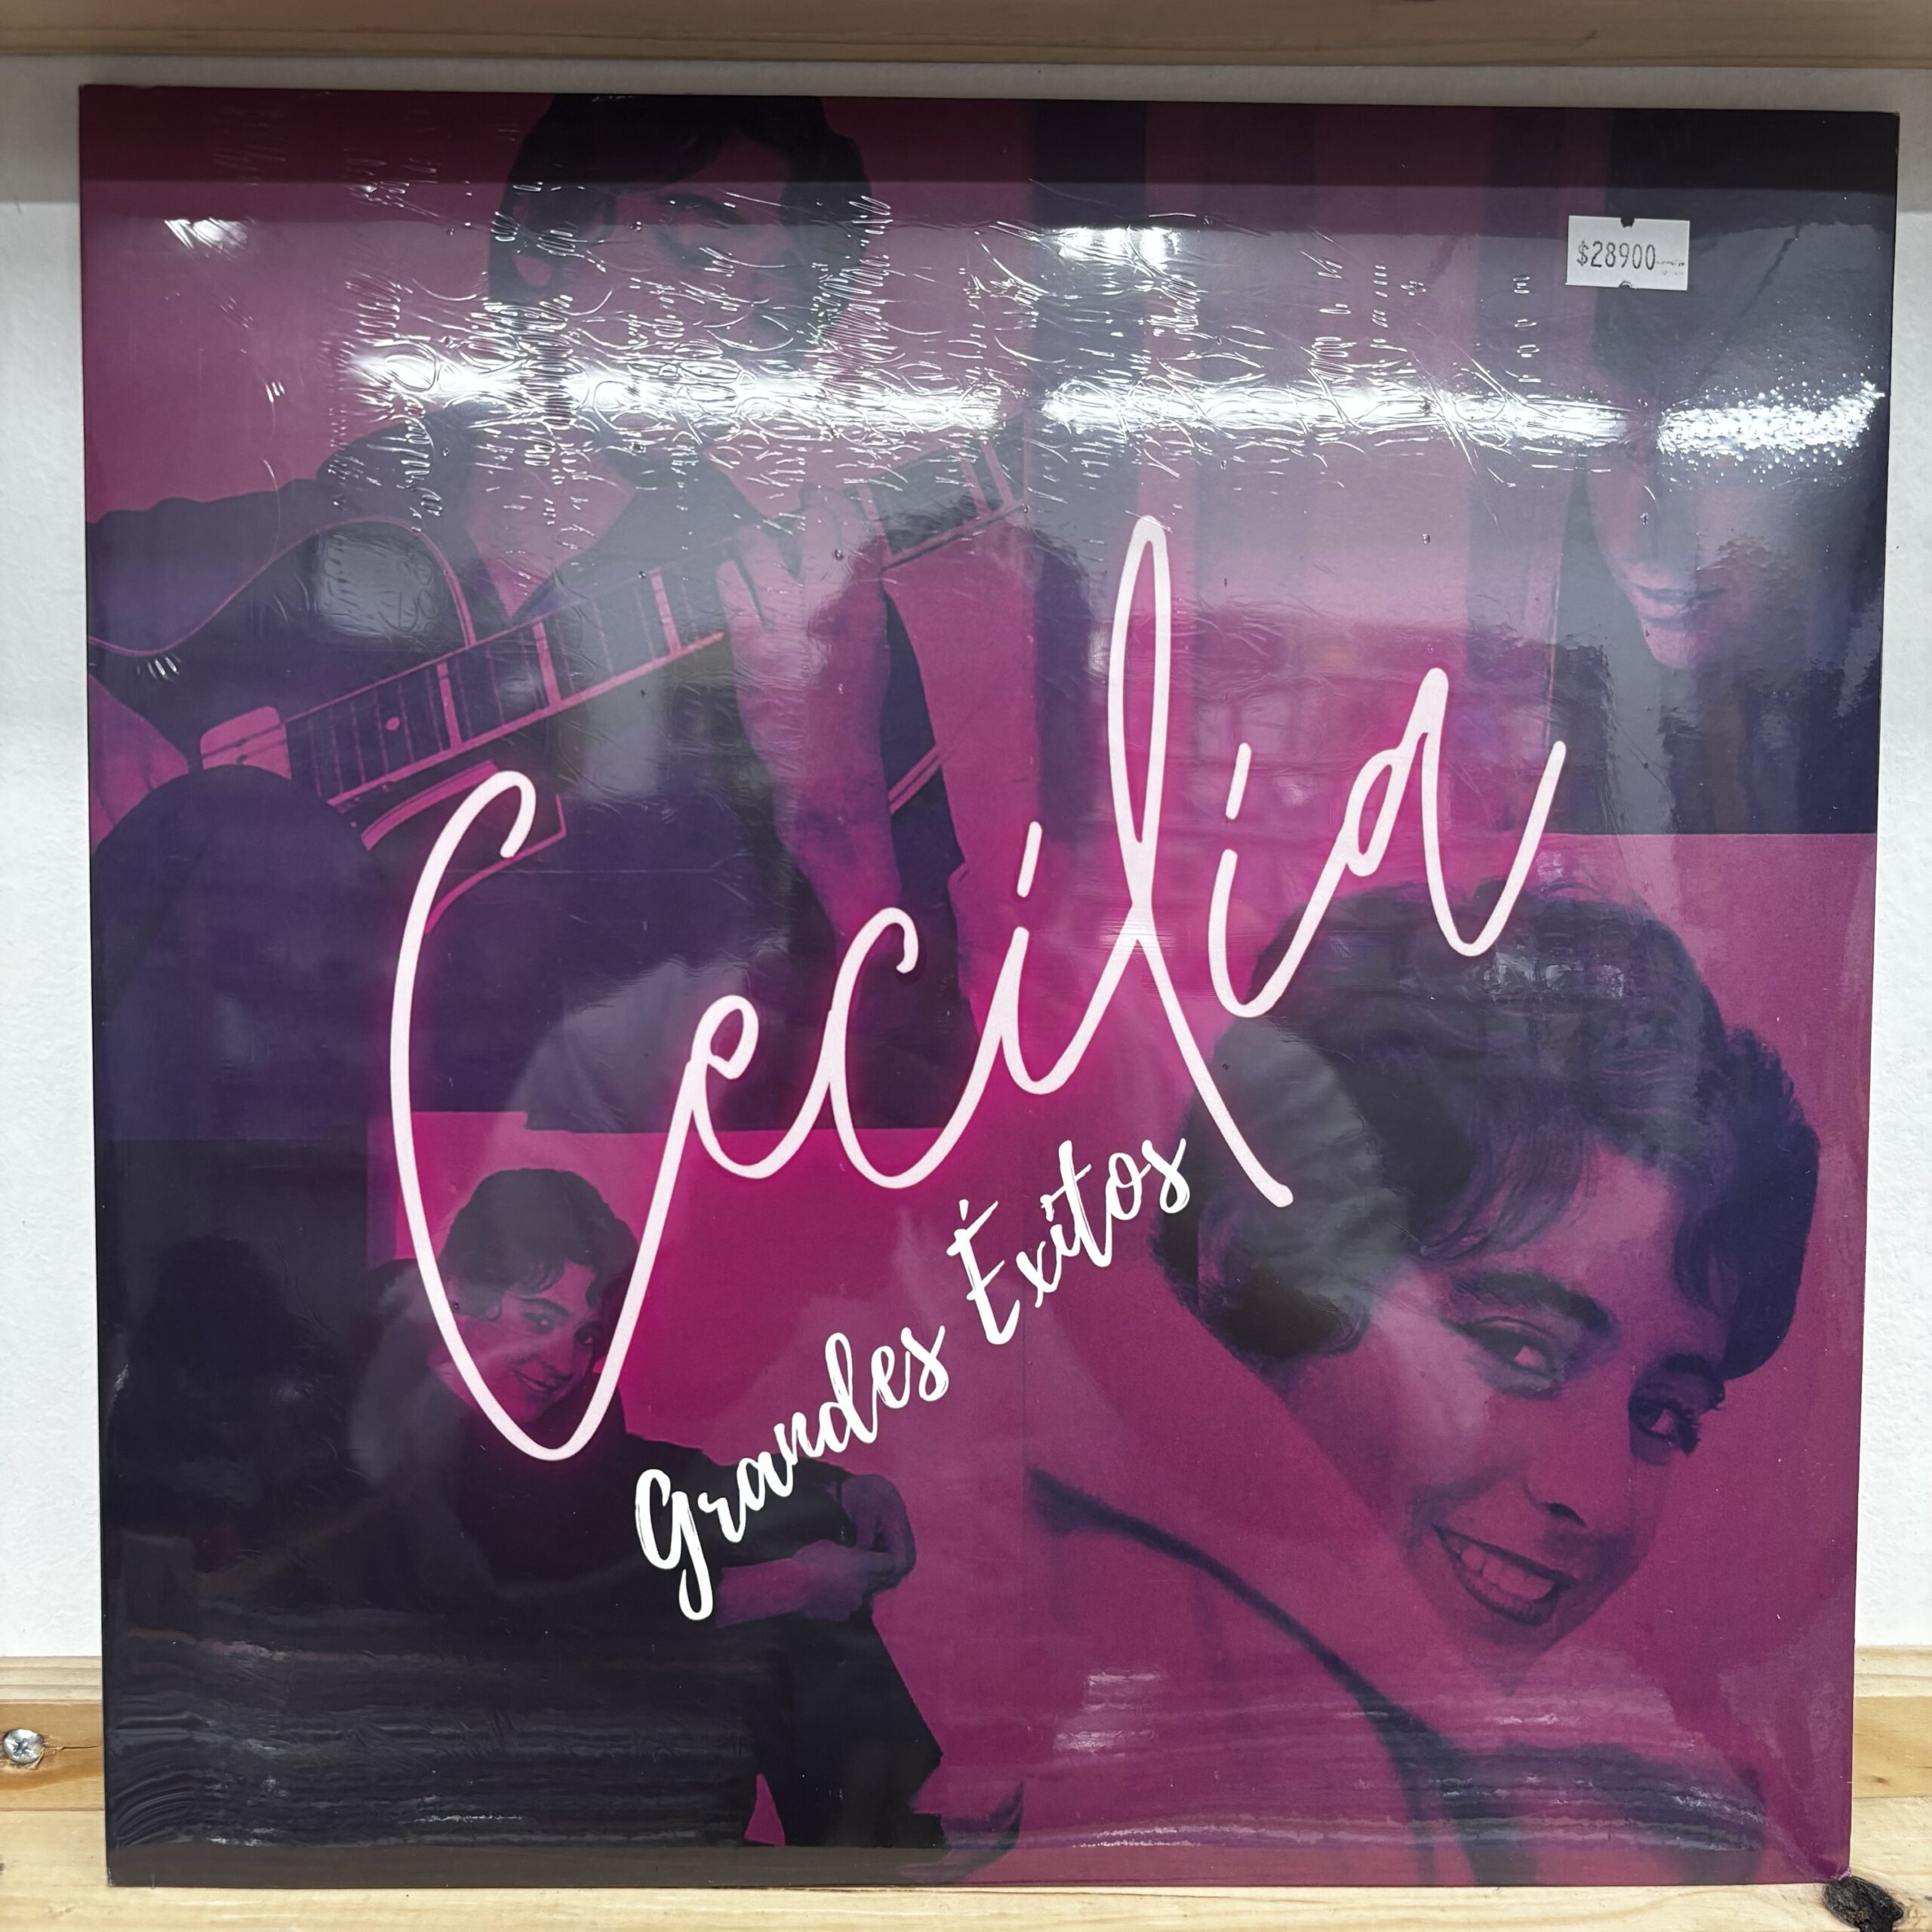 $28900
Cecilia
Grandes Éxitos